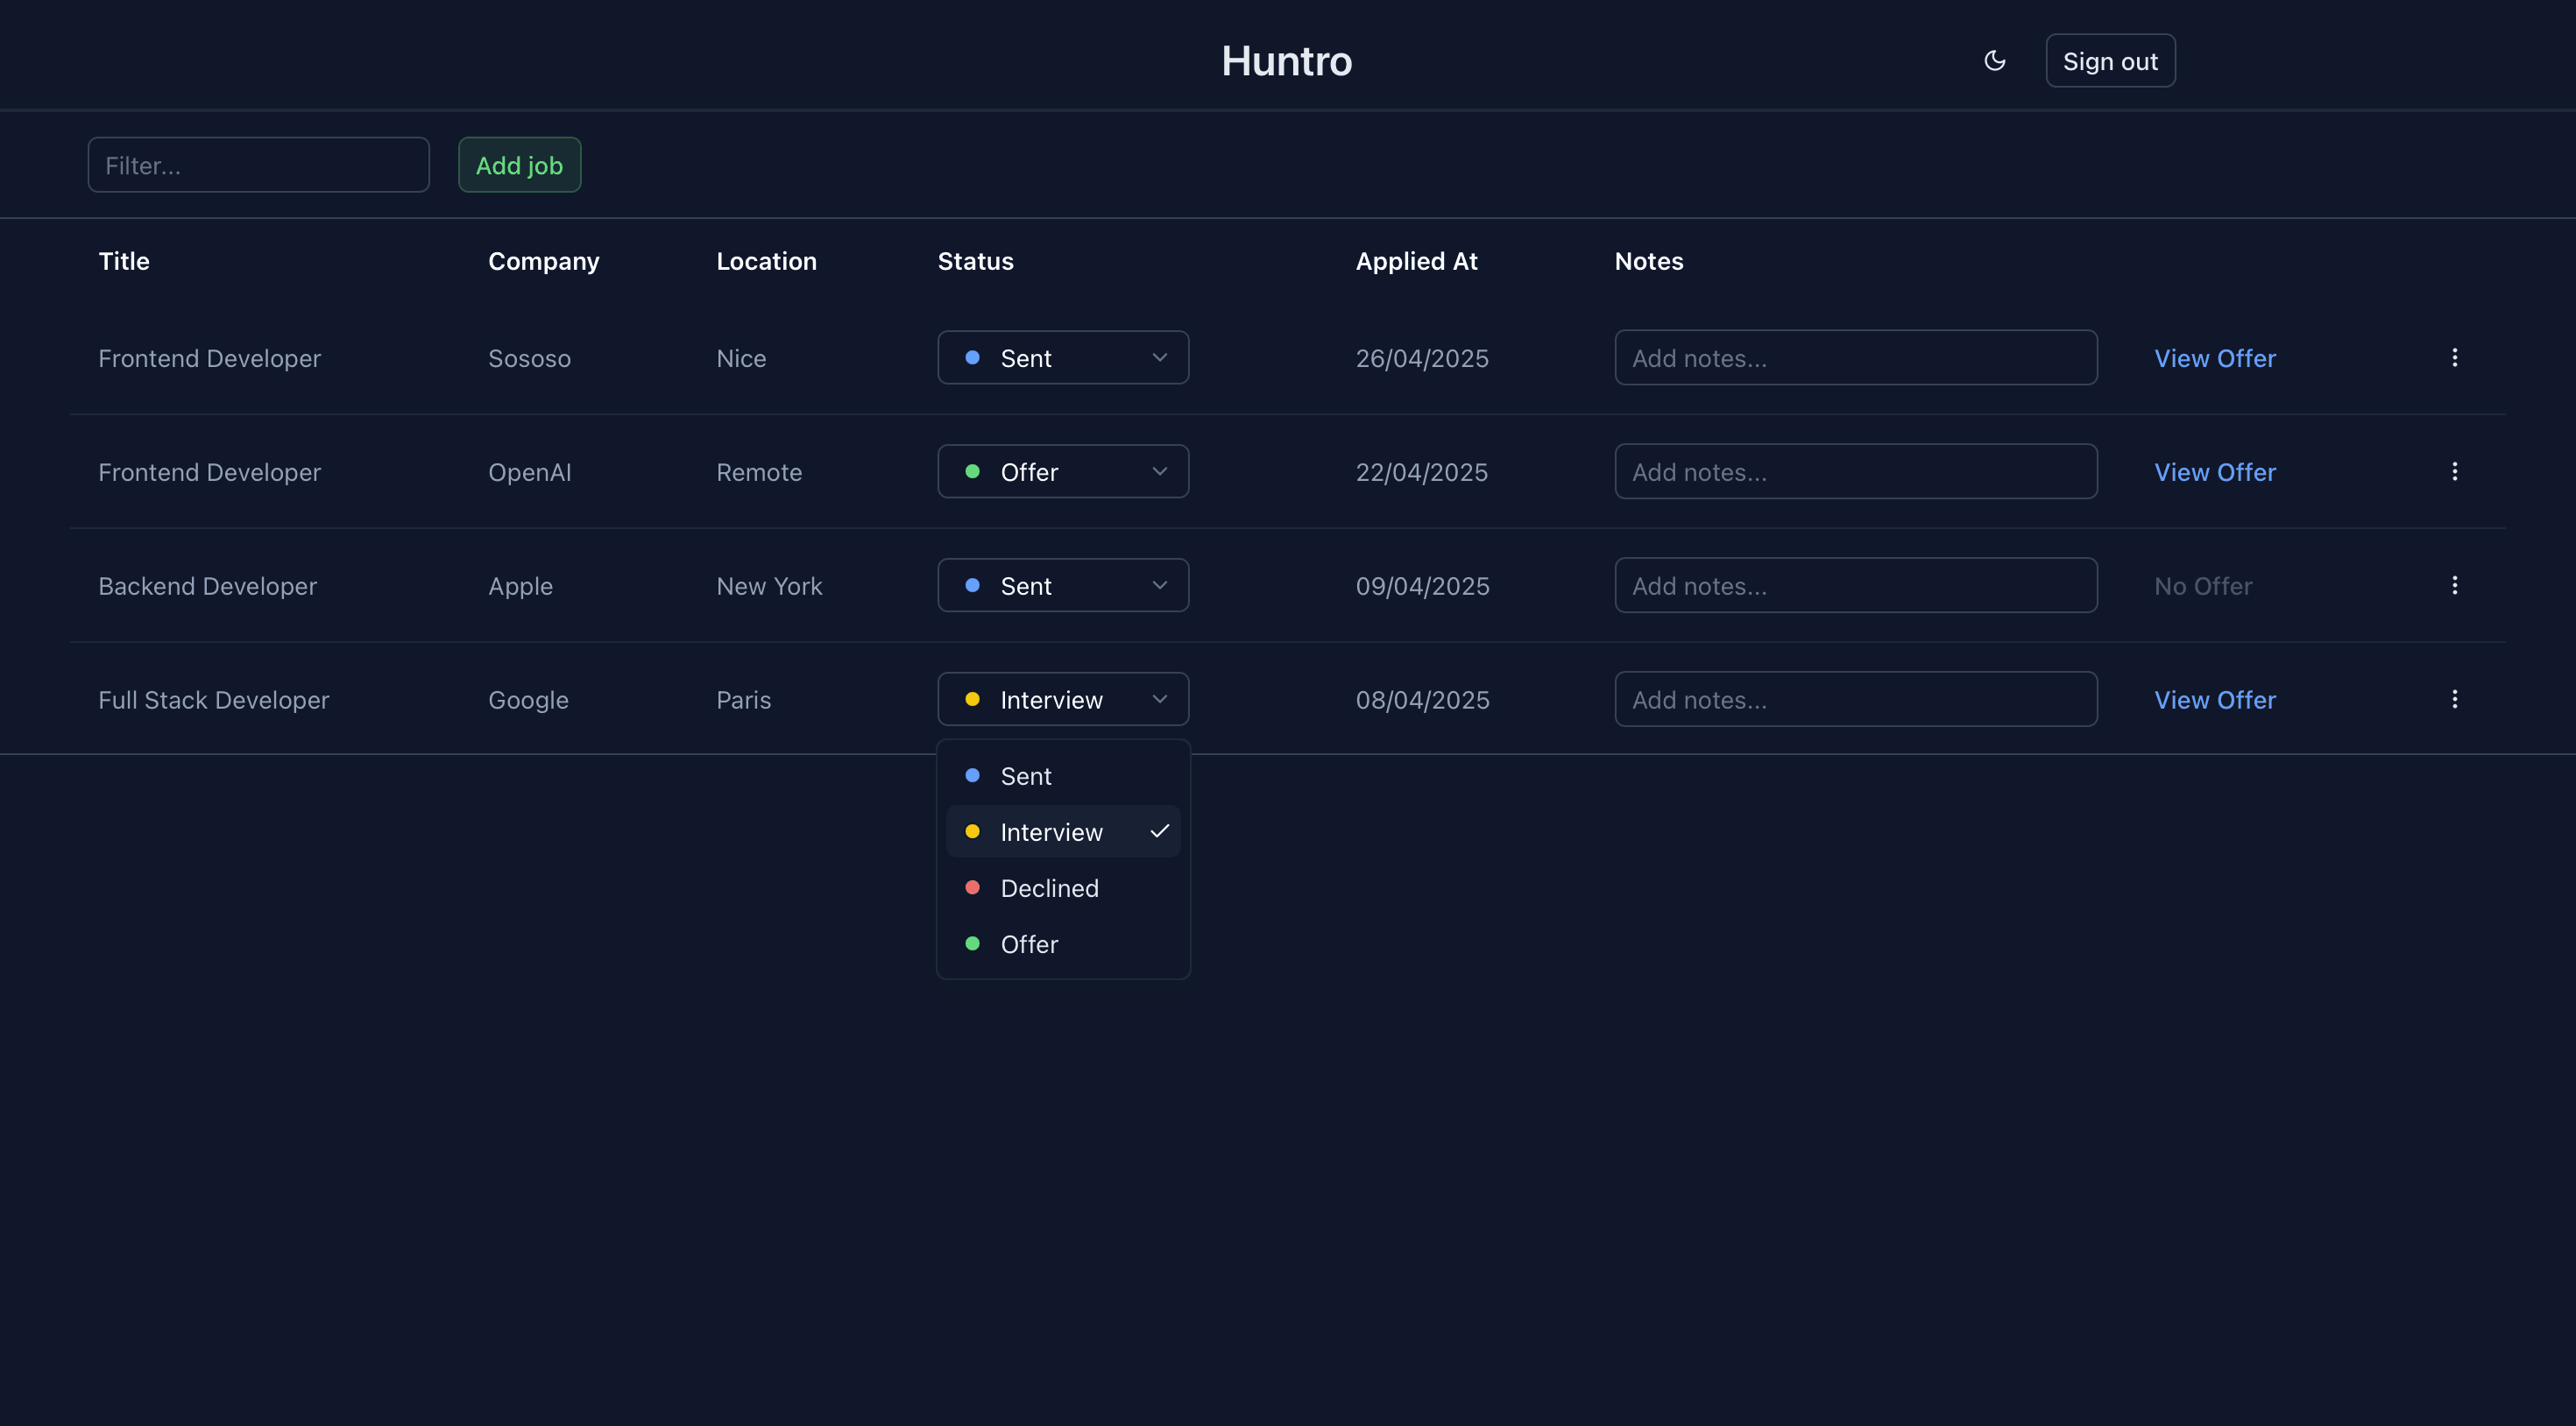 Huntro
Sign out
Filter...
Add job
Title Company Location Status Applied At Notes
Frontend Developer Sososo Nice Sent 26/04/2025 Add notes... View Offer
Frontend Developer OpenAI Remote Offer 22/04/2025 Add notes... View Offer
Backend Developer Apple New York Sent 09/04/2025 Add notes... No Offer
Full Stack Developer Google Paris Interview 08/04/2025 Add notes... View Offer
Sent
Interview
Declined
Offer